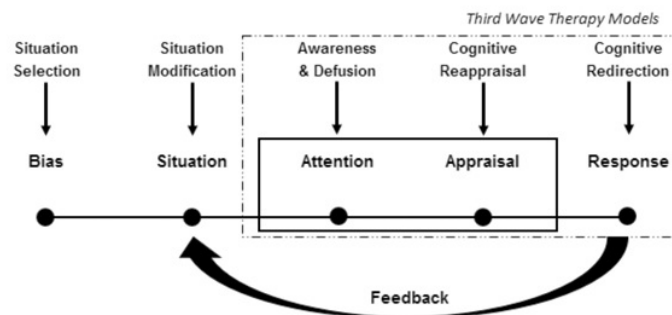 Third Wave Therapy Models
Situation
Selection
Situation
Modification
Awareness
& Defusion
Cognitive
Reappraisal
Cognitive
Redirection
Bias
Situation
Attention
Appraisal
Response
Feedback